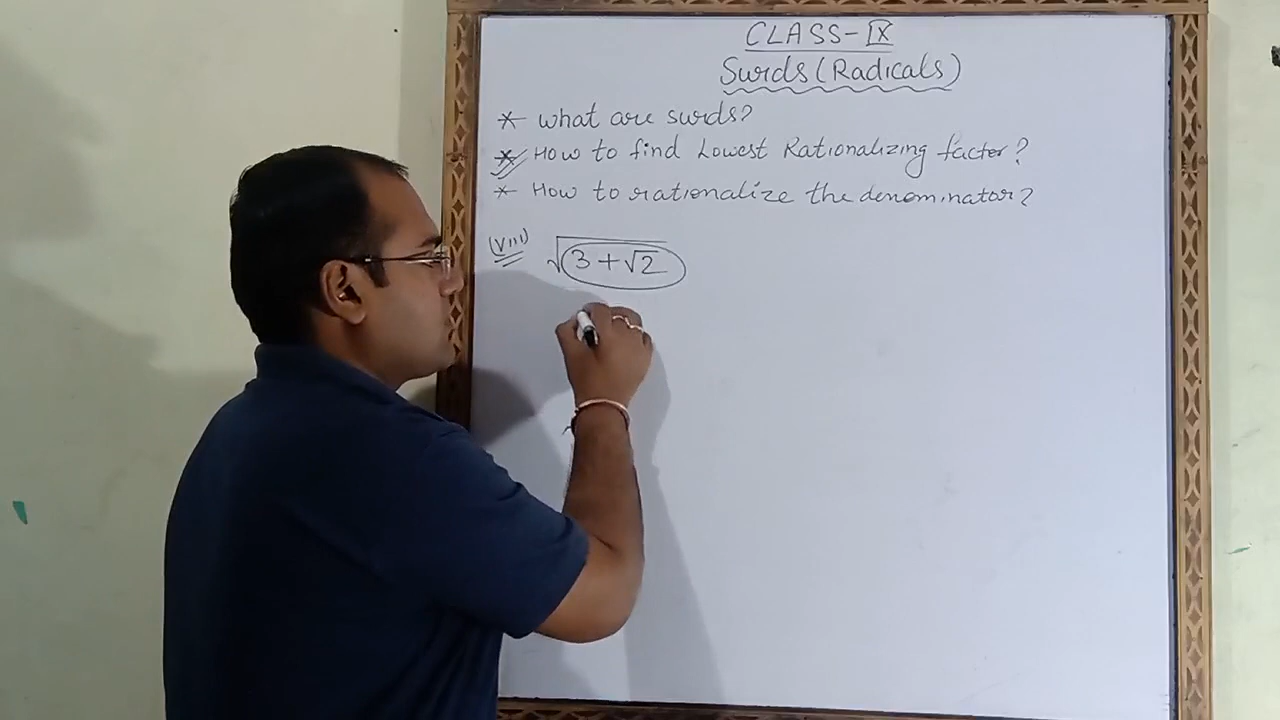 CLASS-IX
Surds (Radicals)
* What are surds?
* How to find Lowest Rationalizing factor?
* How to rationalize the denominator?
(viii) √(3+√2)